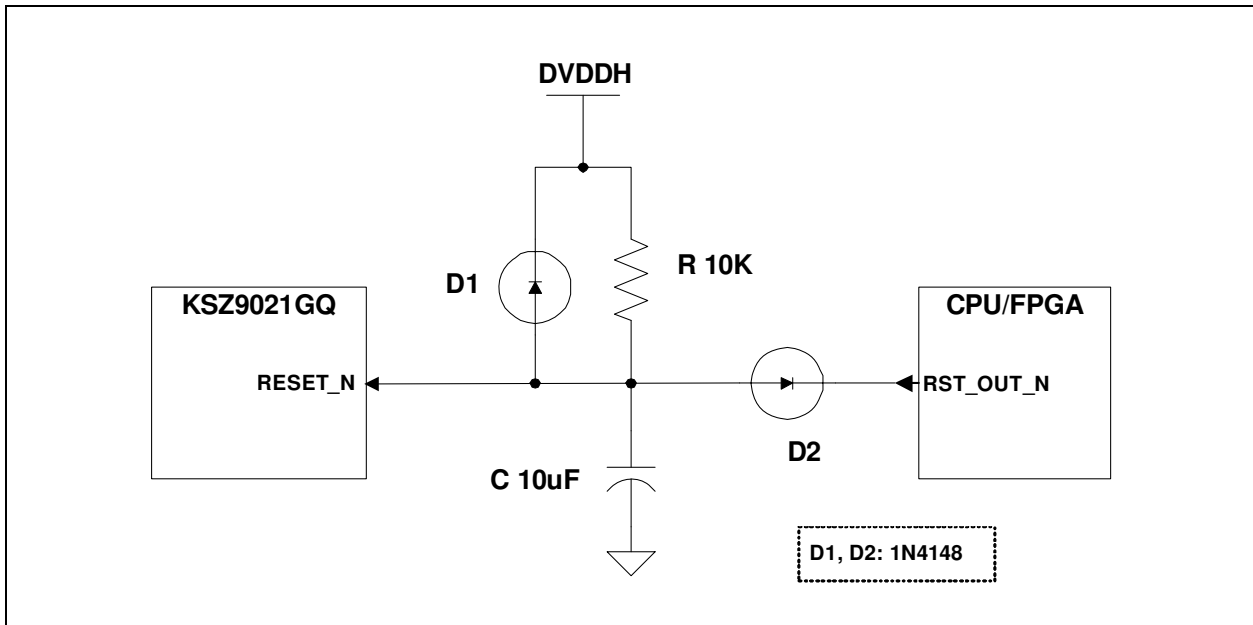 DVDDH
D1
R 10K
KSZ9021GQ
CPU/FPGA
RESET_N
RST_OUT_N
D2
C 10uF
D1, D2: 1N4148